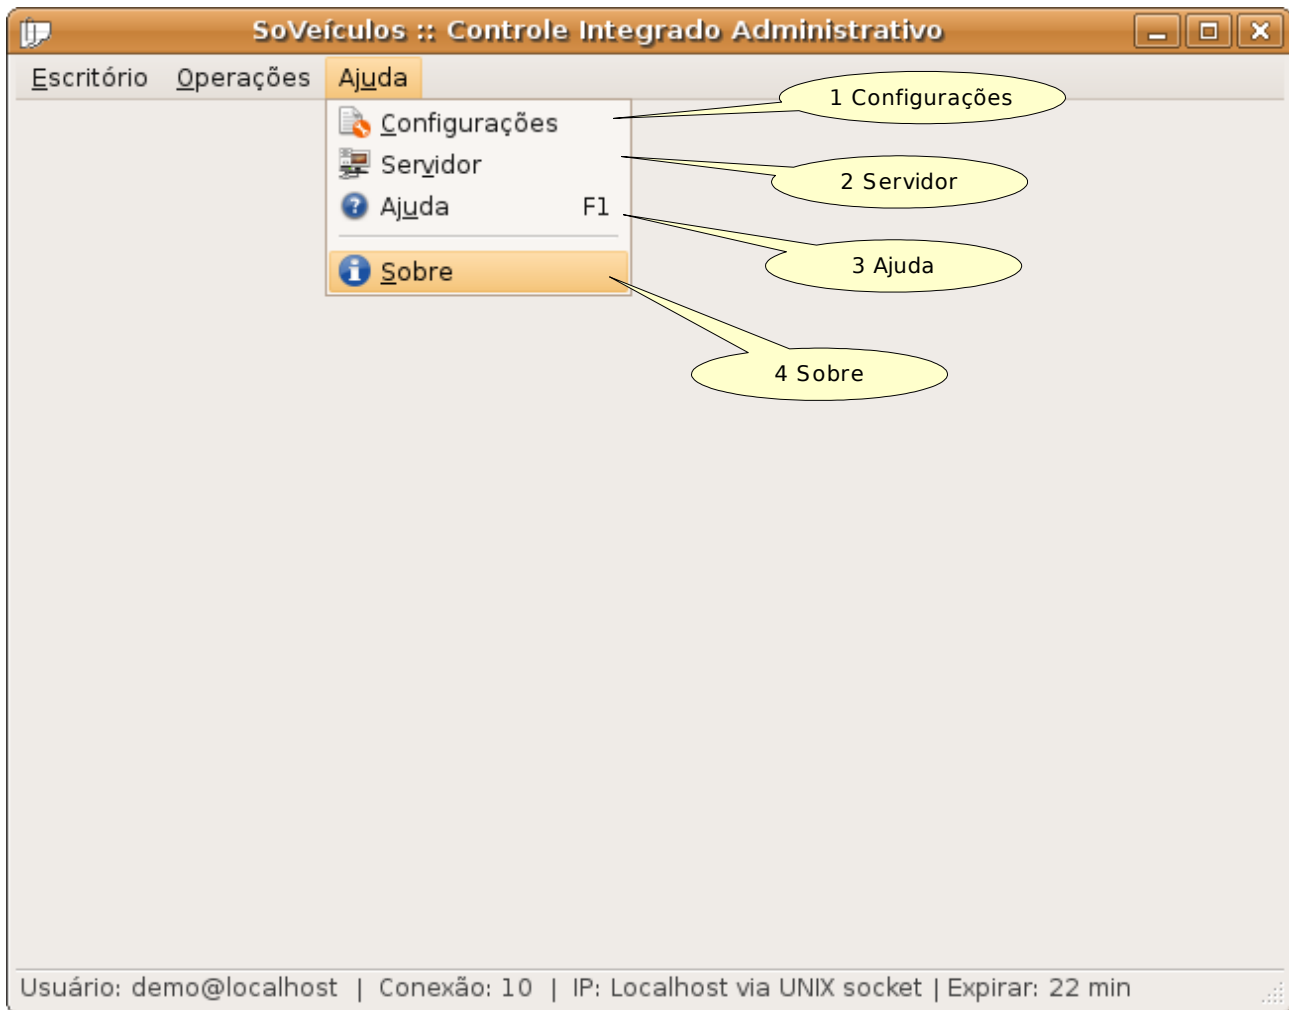 SoVeículos :: Controle Integrado Administrativo
Escritório Operações Ajuda
1 Configurações
Configurações
Servidor
2 Servidor
Ajuda F1
3 Ajuda
Sobre
4 Sobre
Usuário: demo@localhost | Conexão: 10 | IP: Localhost via UNIX socket | Expirar: 22 min